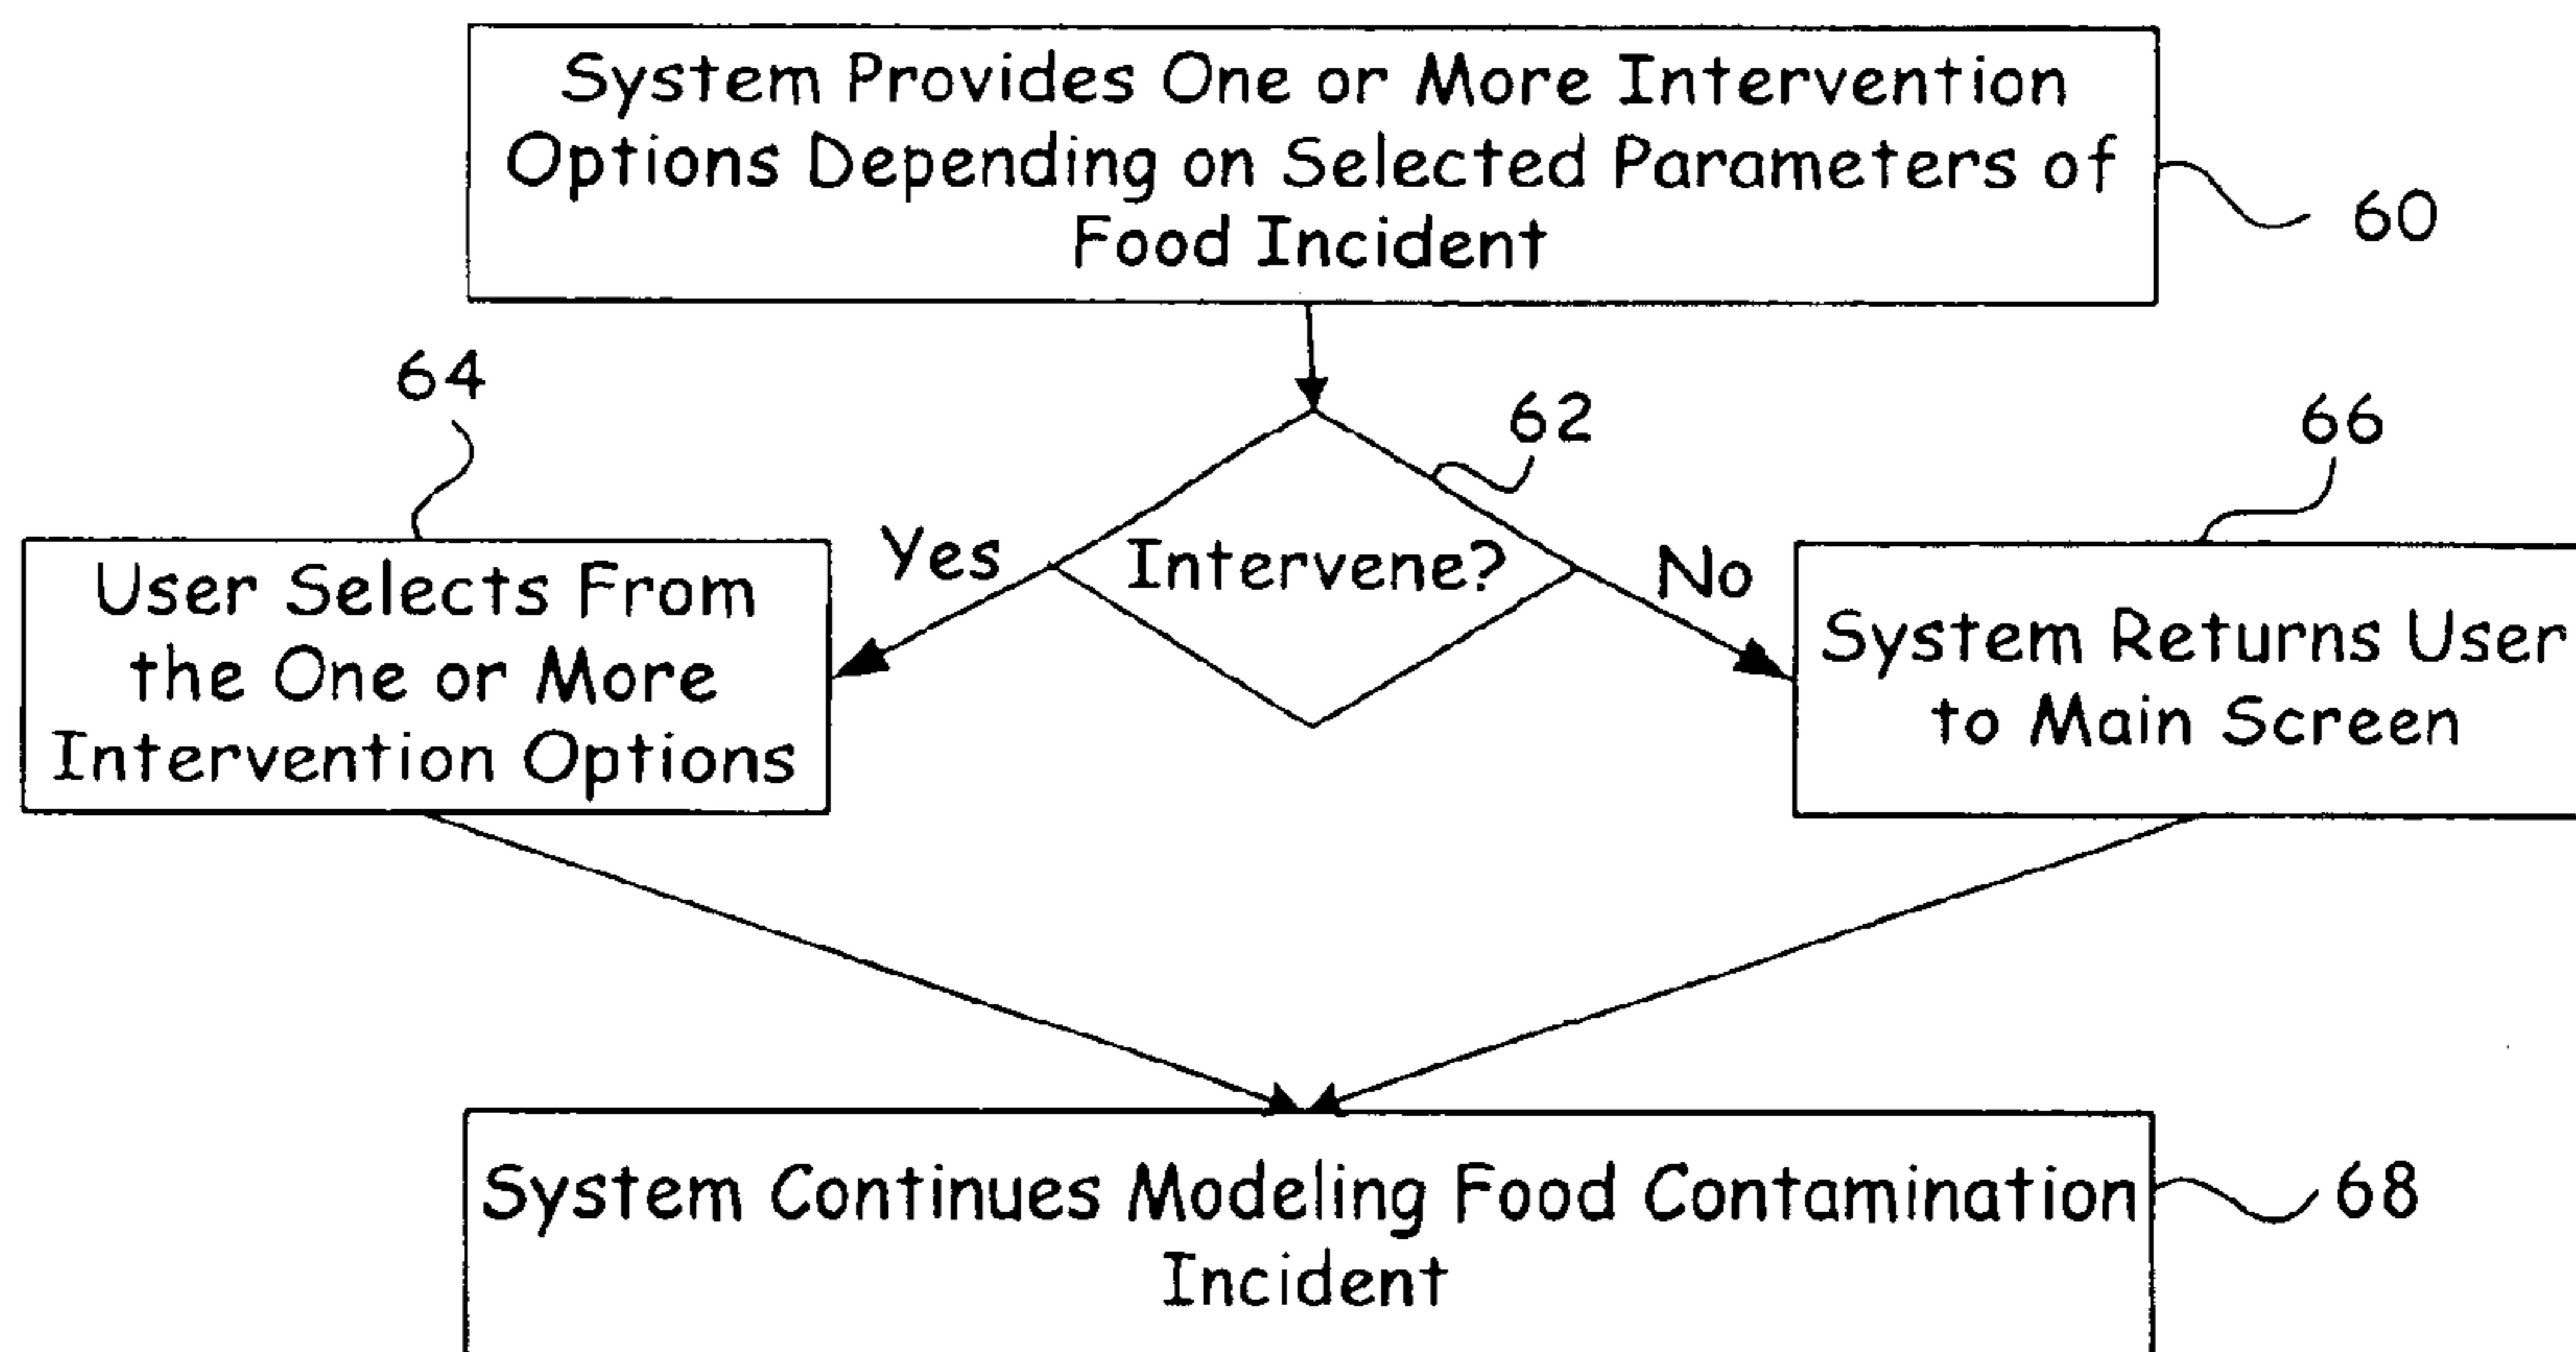 System Provides One or More Intervention
Options Depending on Selected Parameters of
Food Incident
60
64
62
66
Yes
Intervene?
No
User Selects From
the One or More
Intervention Options
System Returns User
to Main Screen
System Continues Modeling Food Contamination
Incident
68